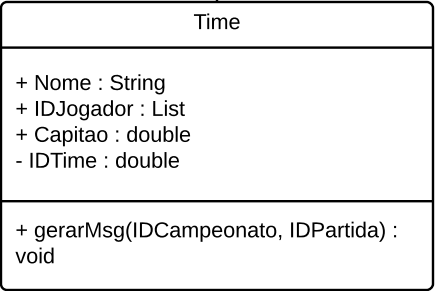 Time
+ Nome : String
+ IDJogador : List
+ Capitao : double
- IDTime : double
+ gerarMsg(IDCampeonato, IDPartida) :
void